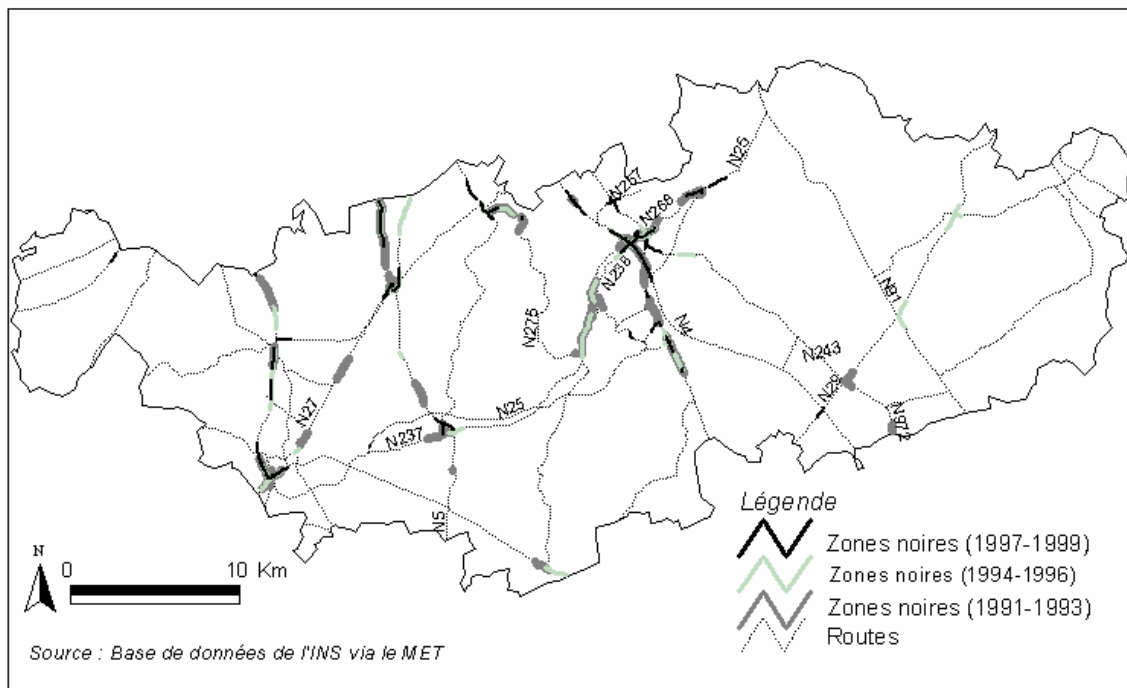 N25
N267
N268
N238
N275
N4
N91
N243
N29
N972
N25
N27
N237
N5
Légende
Zones noires (1997-1999)
Zones noires (1994-1996)
Zones noires (1991-1993)
Routes
N
0 10 Km
Source : Base de données de l'INS via le MET